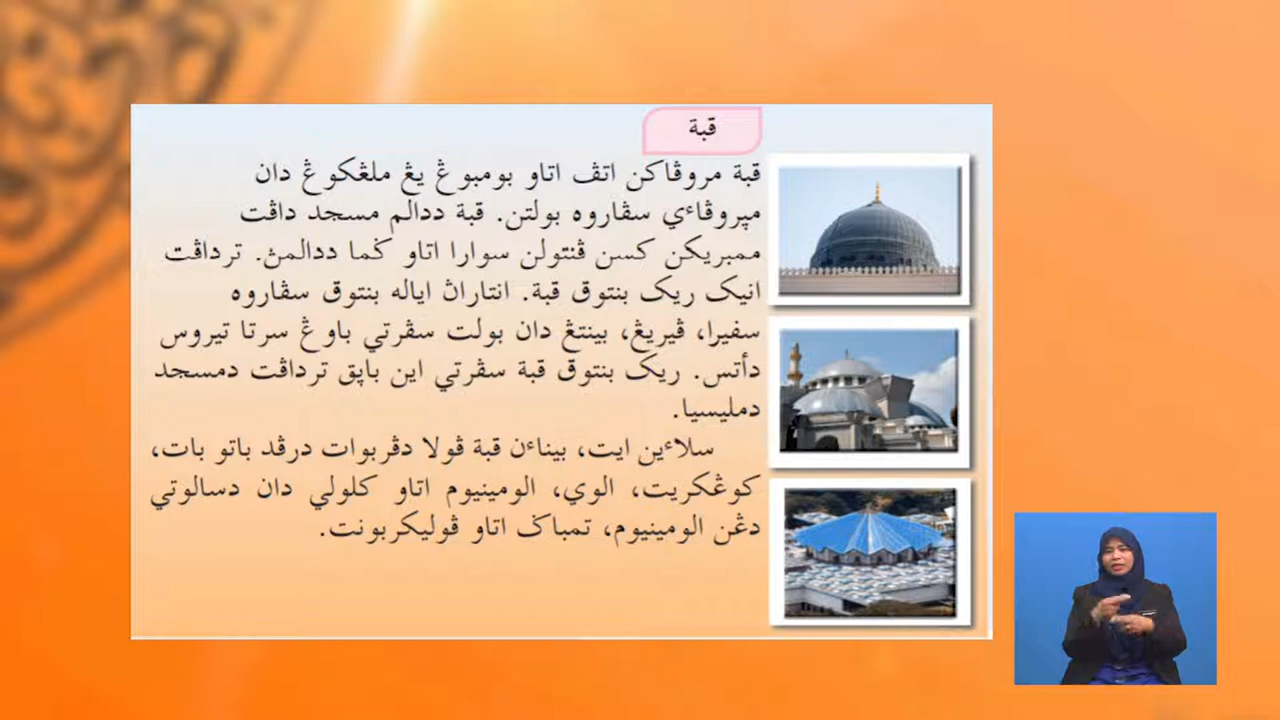 قبة
قبة مروڤاکن اتڤ اتاو بومبوڠ يڠ ملڠکوڠ دان
مڽروڤاءي سڤاروه بولتن. قبة ددالم مسجد داڤت
ممبريکن کسن ڤنتولن سوارا اتاو ݢما ددالمڽ. ترداڤت
انيک ريک بنتوق قبة. انتاراڽ اياله بنتوق سڤاروه
سفيرا، ڤيريڠ، بينتڠ دان بولت سڤرتي باوڠ سرتا تيروس
دأتس. ريک بنتوق قبة سڤرتي اين باڽق ترداڤت دمسجد
دمليسيا.
سلاءين ايت، بيناءن قبة ڤولا دڤربوات درڤد باتو بات،
کوڠکريت، الوي، الومينيوم اتاو کلولي دان دسالوتي
دڠن الومينيوم، تمباݢ اتاو ڤوليکربونت.